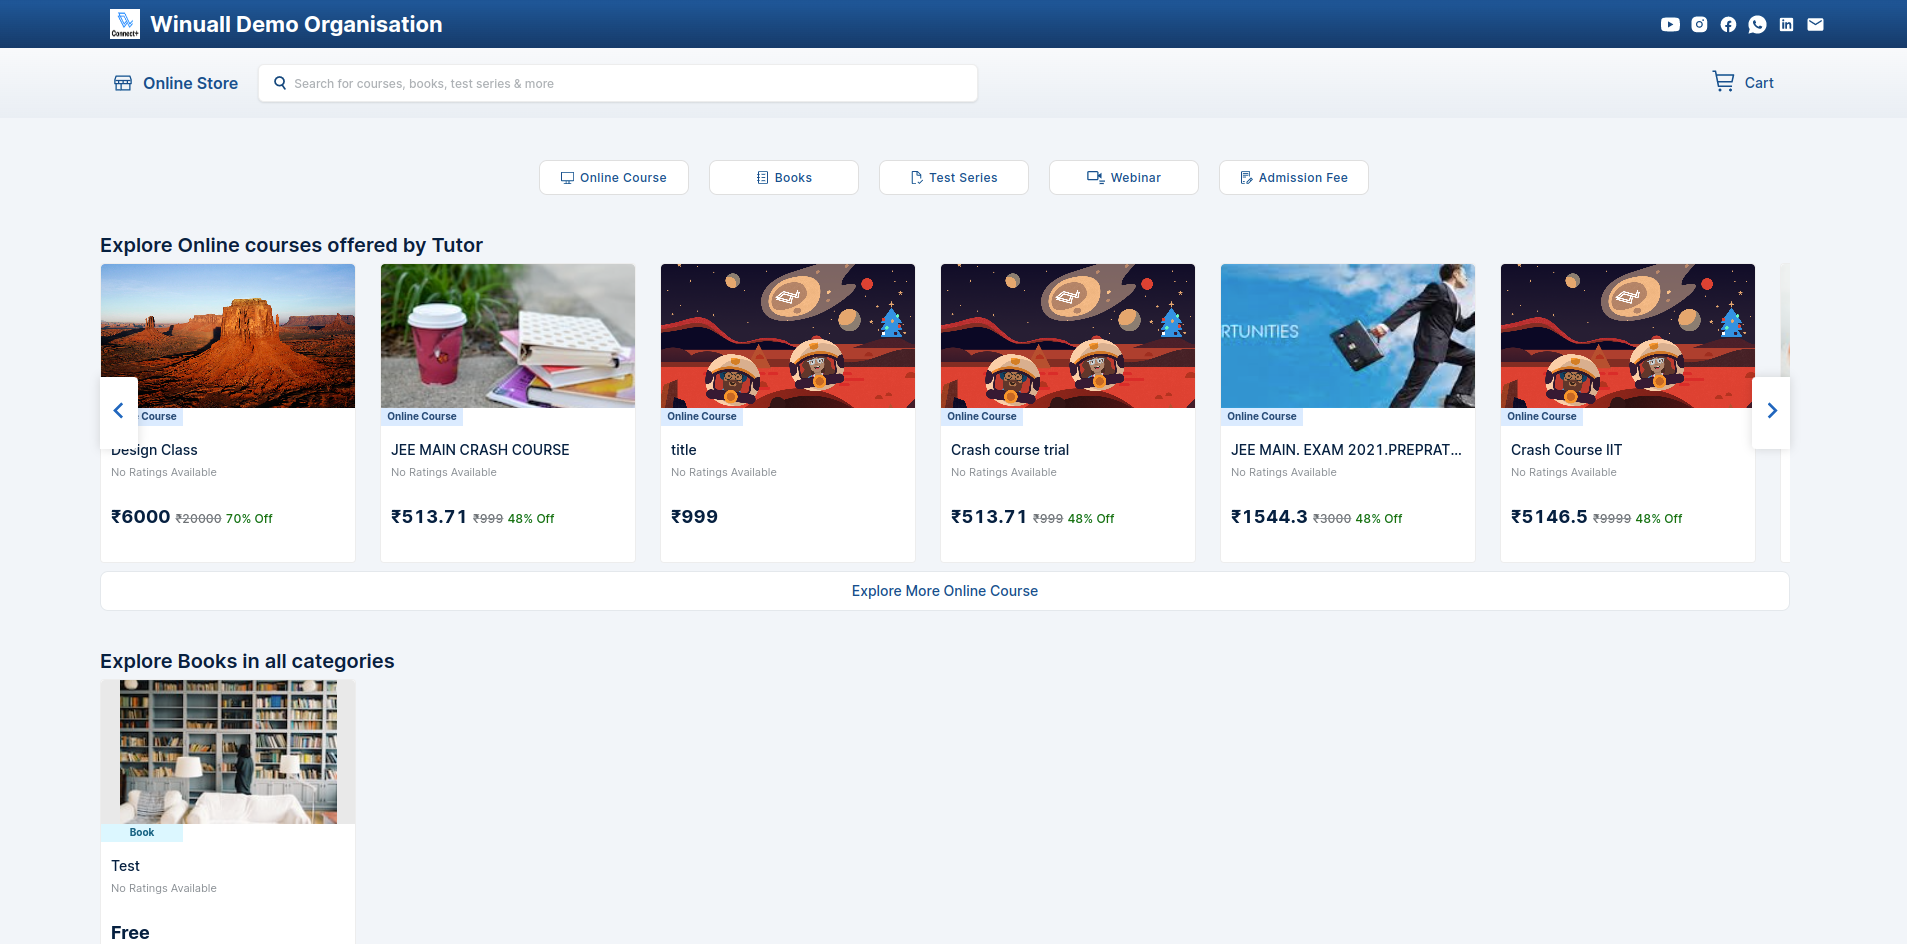 Connect+
Winuall Demo Organisation
Online Store
Search for courses, books, test series & more
Cart
Online Course
Books
Test Series
Webinar
Admission Fee
Explore Online courses offered by Tutor
Course
Design Class
No Ratings Available
₹6000 ₹20000 70% Off
Online Course
JEE MAIN CRASH COURSE
No Ratings Available
₹513.71 ₹999 48% Off
Online Course
title
No Ratings Available
₹999
Online Course
Crash course trial
No Ratings Available
₹513.71 ₹999 48% Off
RTUNITIES
Online Course
JEE MAIN. EXAM 2021.PREPRAT...
No Ratings Available
₹1544.3 ₹3000 48% Off
Online Course
Crash Course IIT
No Ratings Available
₹5146.5 ₹9999 48% Off
Explore More Online Course
Explore Books in all categories
Book
Test
No Ratings Available
Free